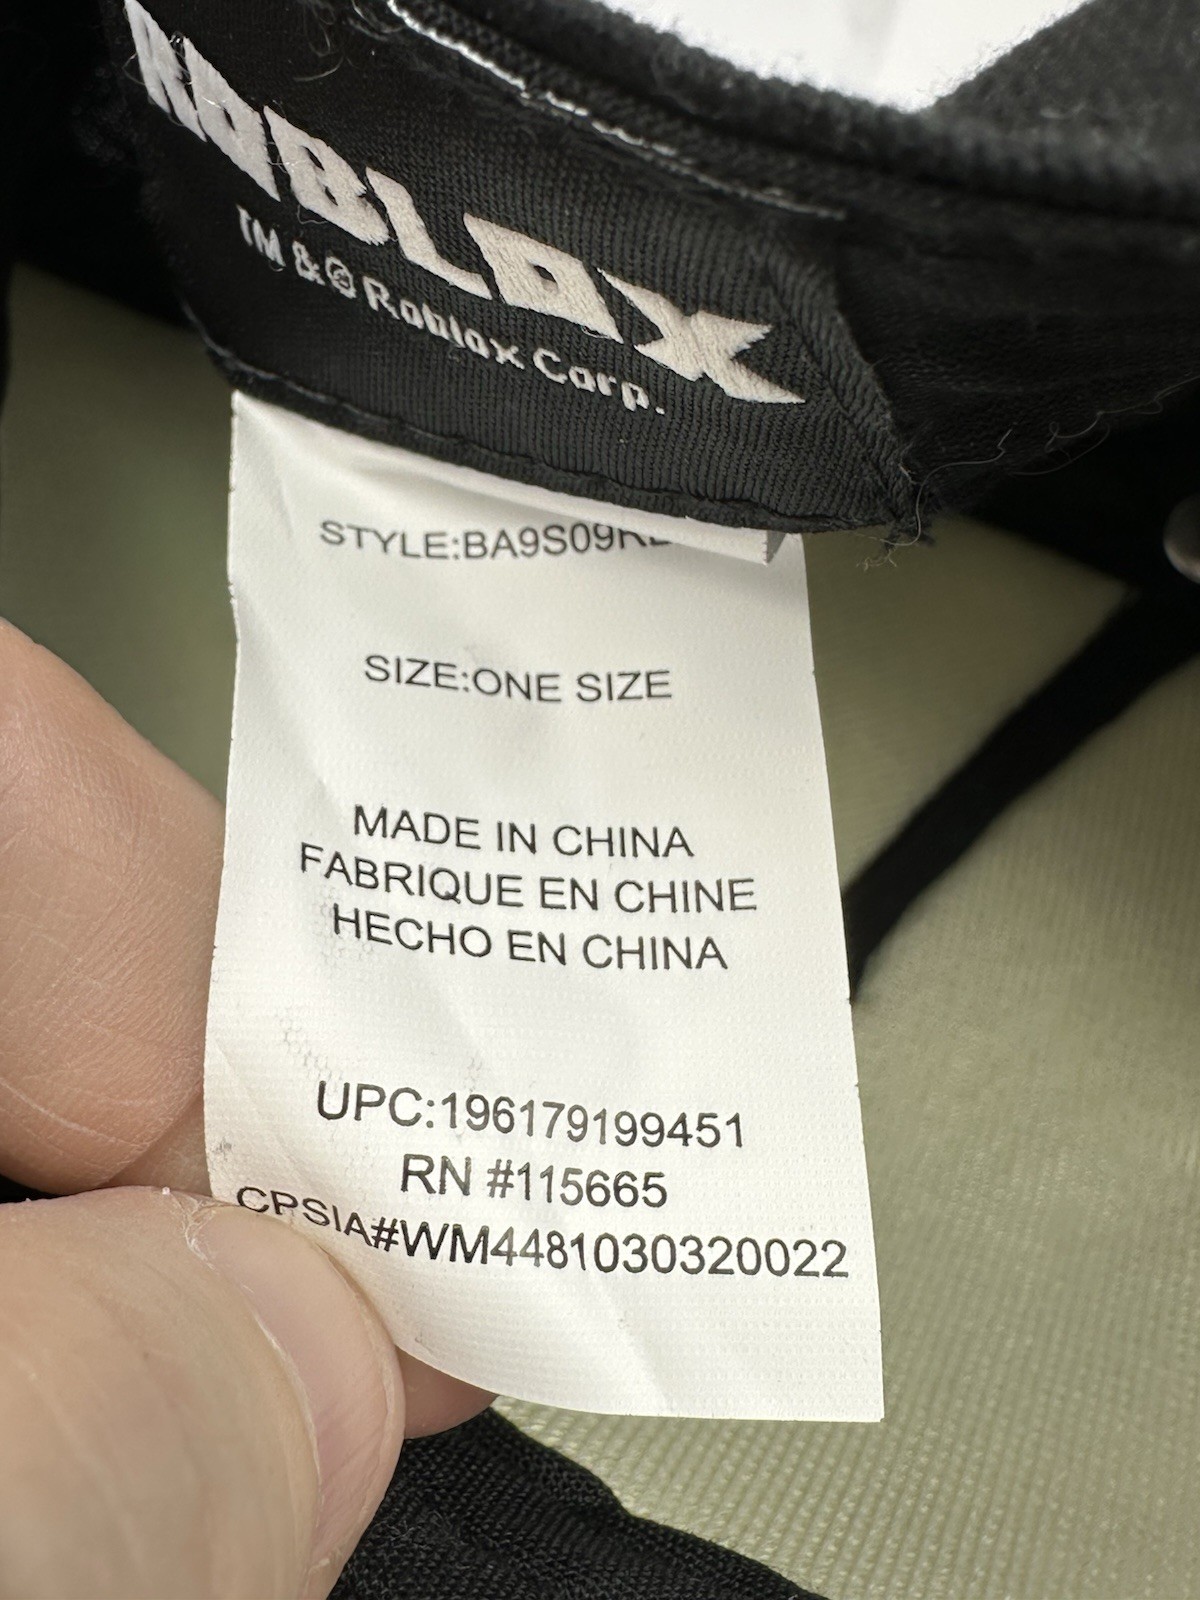 ROBLOX
TM & © Roblox Corp.
SIZE:ONE SIZE
MADE IN CHINA
FABRIQUE EN CHINE
HECHO EN CHINA
UPC:196179199451
RN #115665
CPSIA#WM4481030320022